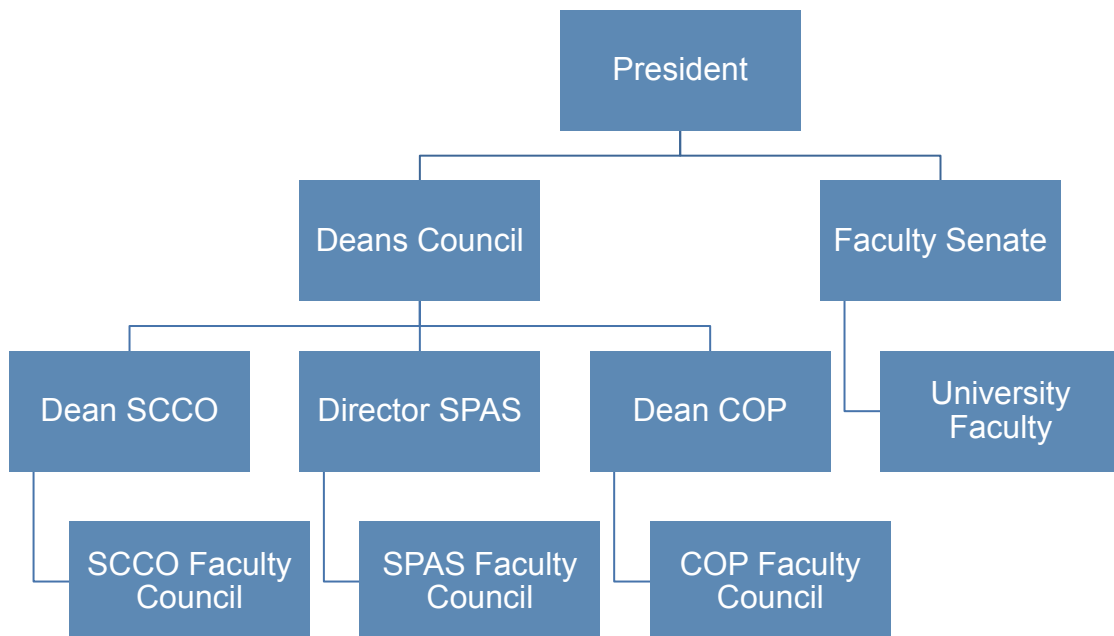 President
Deans Council
Faculty Senate
Dean SCCO
Director SPAS
Dean COP
University
Faculty
SCCO Faculty
Council
SPAS Faculty
Council
COP Faculty
Council